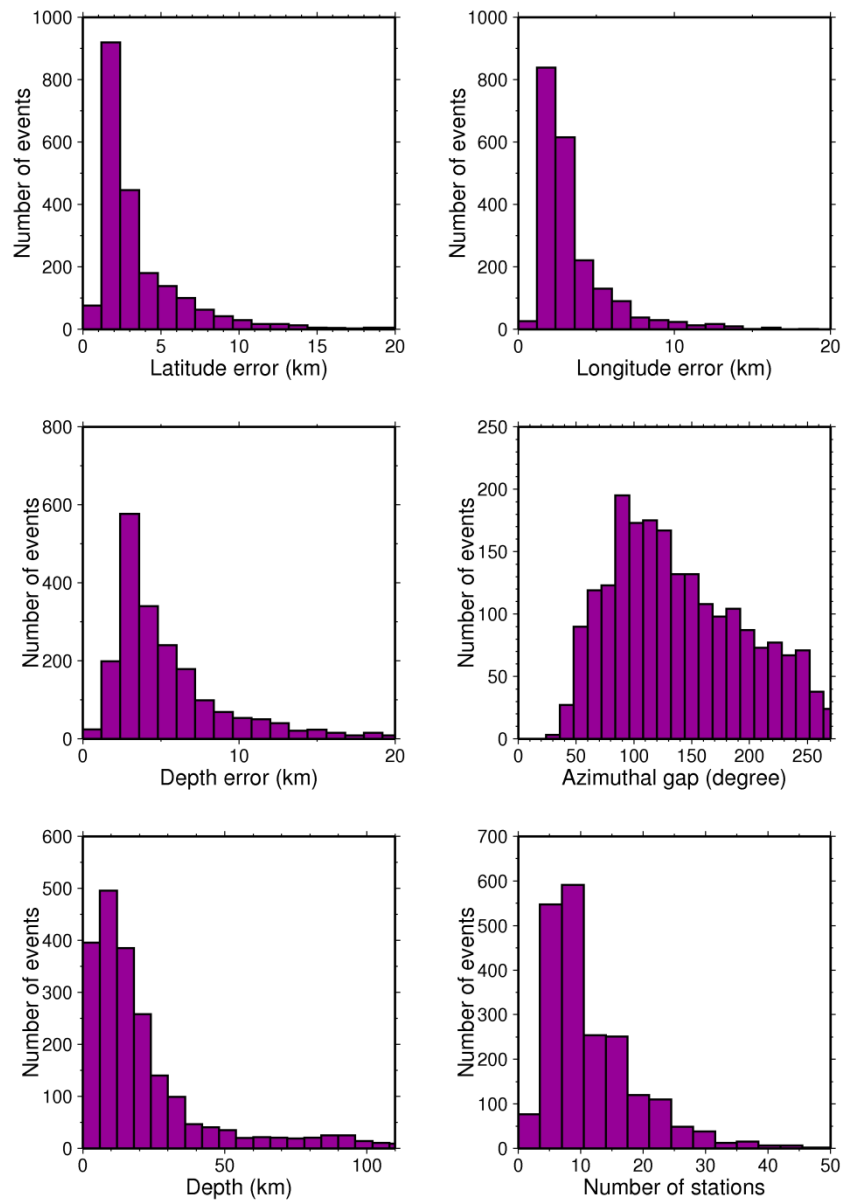 1000
800
600
400
200
0
Number of events
0 5 10 15 20
Latitude error (km)
1000
800
600
400
200
0
Number of events
0 10 20
Longitude error (km)
800
600
400
200
0
Number of events
0 10 20
Depth error (km)
250
200
150
100
50
0
Number of events
0 50 100 150 200 250
Azimuthal gap (degree)
600
500
400
300
200
100
0
Number of events
0 50 100
Depth (km)
700
600
500
400
300
200
100
0
Number of events
0 10 20 30 40 50
Number of stations